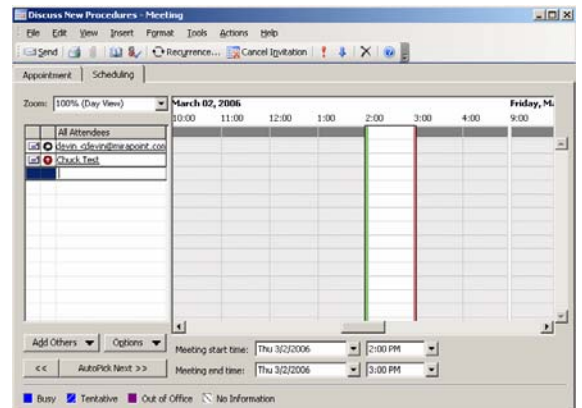 Discuss New Procedures - Meeting
File Edit View Insert Format Tools Actions Help
Send Recurrence... Cancel Invitation
Appointment Scheduling
Zoom: 100% (Day View) March 02, 2006 Friday, Ma
10:00 11:00 12:00 1:00 2:00 3:00 4:00 9:00
All Attendees
devin <devin@mirapoint.com
Chuck Test
Add Others Options Meeting start time: Thu 3/2/2006 2:00 PM
<< AutoPick Next >> Meeting end time: Thu 3/2/2006 3:00 PM
Busy Tentative Out of Office No Information